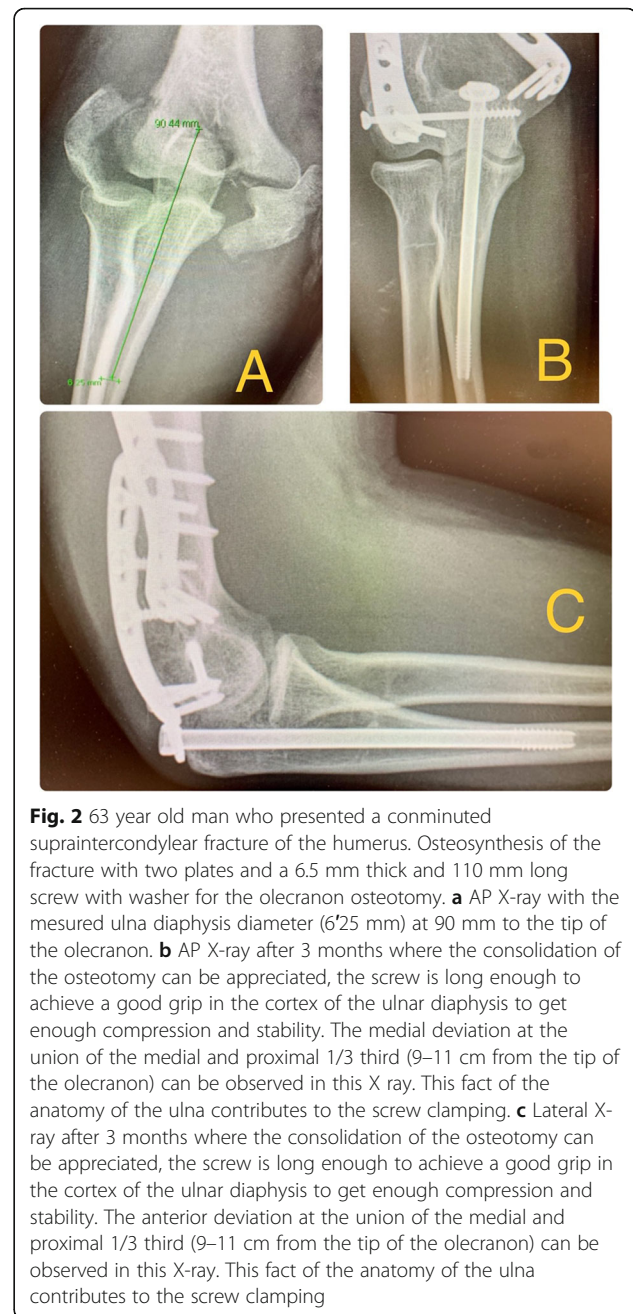 90.44 mm
A
B
C
Fig. 2 63 year old man who presented a conminuted
supraintercondylear fracture of the humerus. Osteosynthesis of the
fracture with two plates and a 6.5 mm thick and 110 mm long
screw with washer for the olecranon osteotomy. a AP X-ray with the
mesured ulna diaphysis diameter (6′25 mm) at 90 mm to the tip of
the olecranon. b AP X-ray after 3 months where the consolidation of
the osteotomy can be appreciated, the screw is long enough to
achieve a good grip in the cortex of the ulnar diaphysis to get
enough compression and stability. The medial deviation at the
union of the medial and proximal 1/3 third (9–11 cm from the tip of
the olecranon) can be observed in this X ray. This fact of the
anatomy of the ulna contributes to the screw clamping. c Lateral X-
ray after 3 months where the consolidation of the osteotomy can
be appreciated, the screw is long enough to achieve a good grip in
the cortex of the ulnar diaphysis to get enough compression and
stability. The anterior deviation at the union of the medial and
proximal 1/3 third (9–11 cm from the tip of the olecranon) can be
observed in this X-ray. This fact of the anatomy of the ulna
contributes to the screw clamping